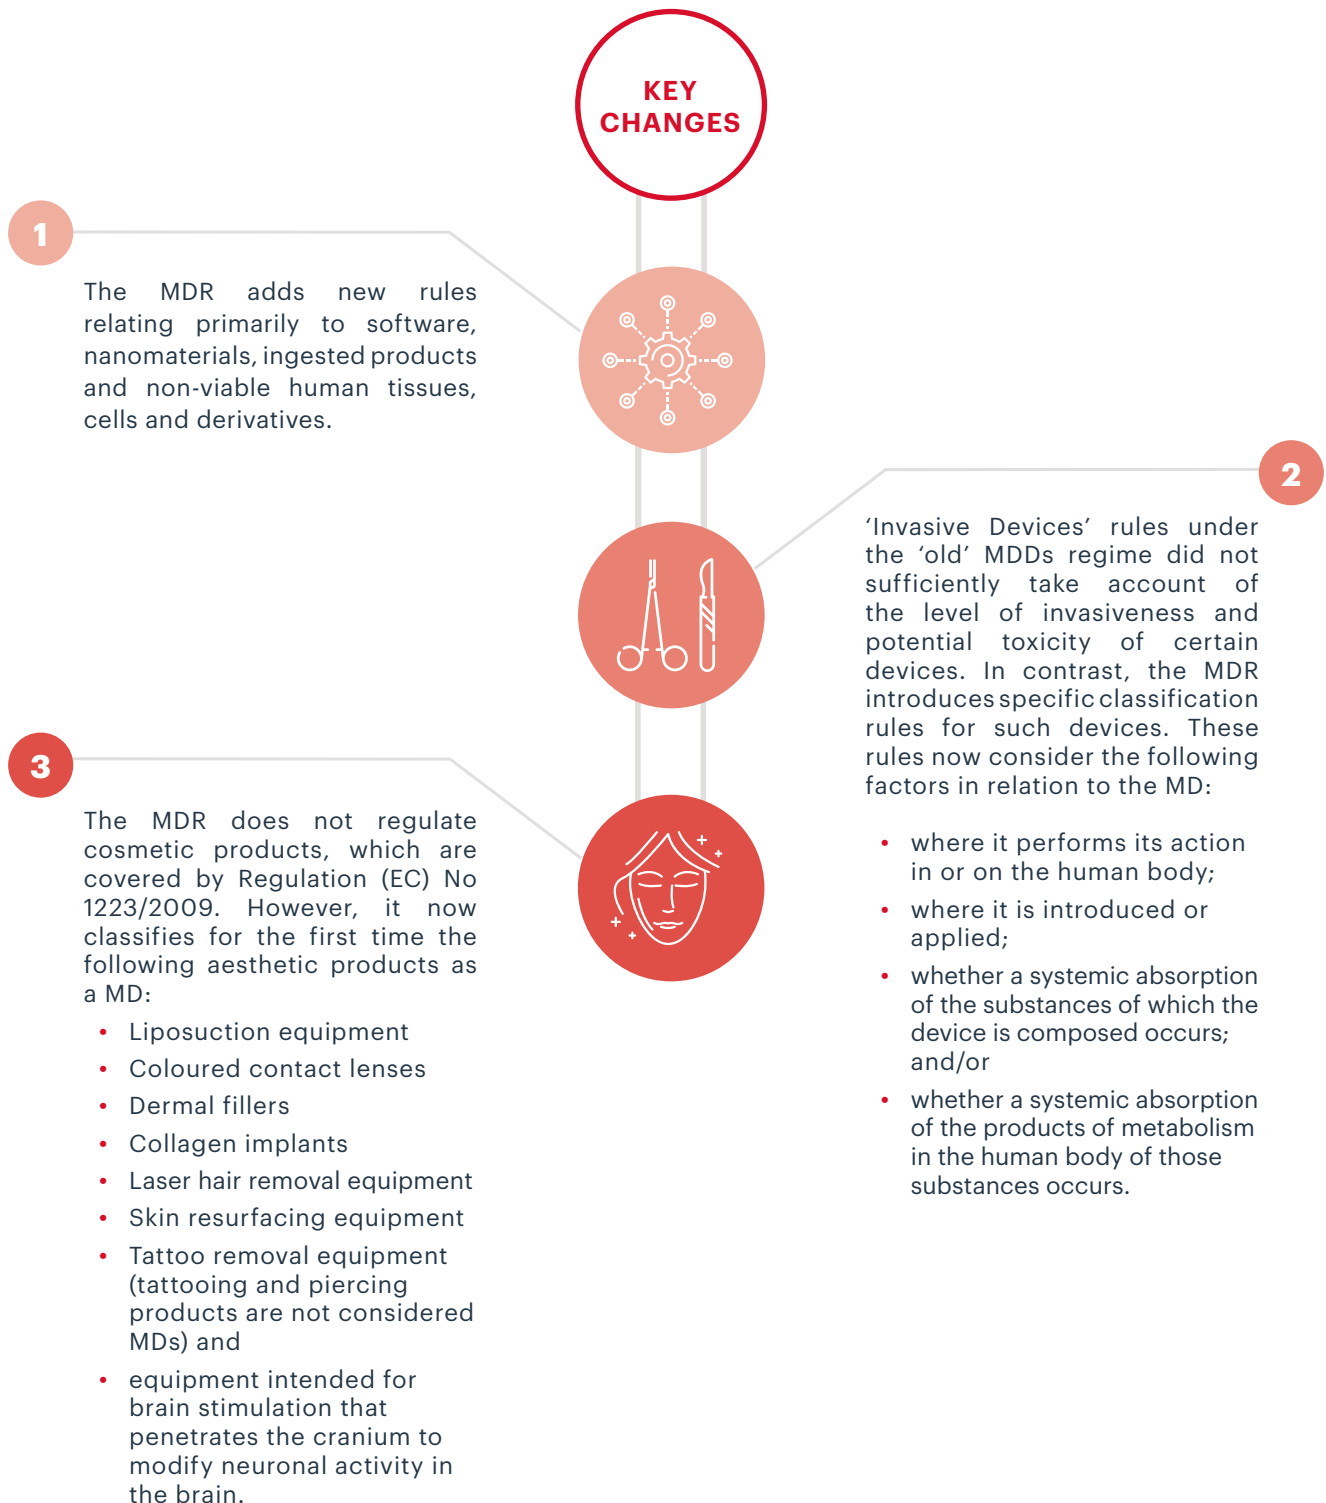 KEY
CHANGES
1
The MDR adds new rules
relating primarily to software,
nanomaterials, ingested products
and non-viable human tissues,
cells and derivatives.
2
‘Invasive Devices’ rules under
the ‘old’ MDDs regime did not
sufficiently take account of
the level of invasiveness and
potential toxicity of certain
devices. In contrast, the MDR
introduces specific classification
rules for such devices. These
rules now consider the following
factors in relation to the MD:
• where it performs its action
in or on the human body;
• where it is introduced or
applied;
• whether a systemic absorption
of the substances of which the
device is composed occurs;
and/or
• whether a systemic absorption
of the products of metabolism
in the human body of those
substances occurs.
3
The MDR does not regulate
cosmetic products, which are
covered by Regulation (EC) No
1223/2009. However, it now
classifies for the first time the
following aesthetic products as
a MD:
• Liposuction equipment
• Coloured contact lenses
• Dermal fillers
• Collagen implants
• Laser hair removal equipment
• Skin resurfacing equipment
• Tattoo removal equipment
(tattooing and piercing
products are not considered
MDs) and
• equipment intended for
brain stimulation that
penetrates the cranium to
modify neuronal activity in
the brain.